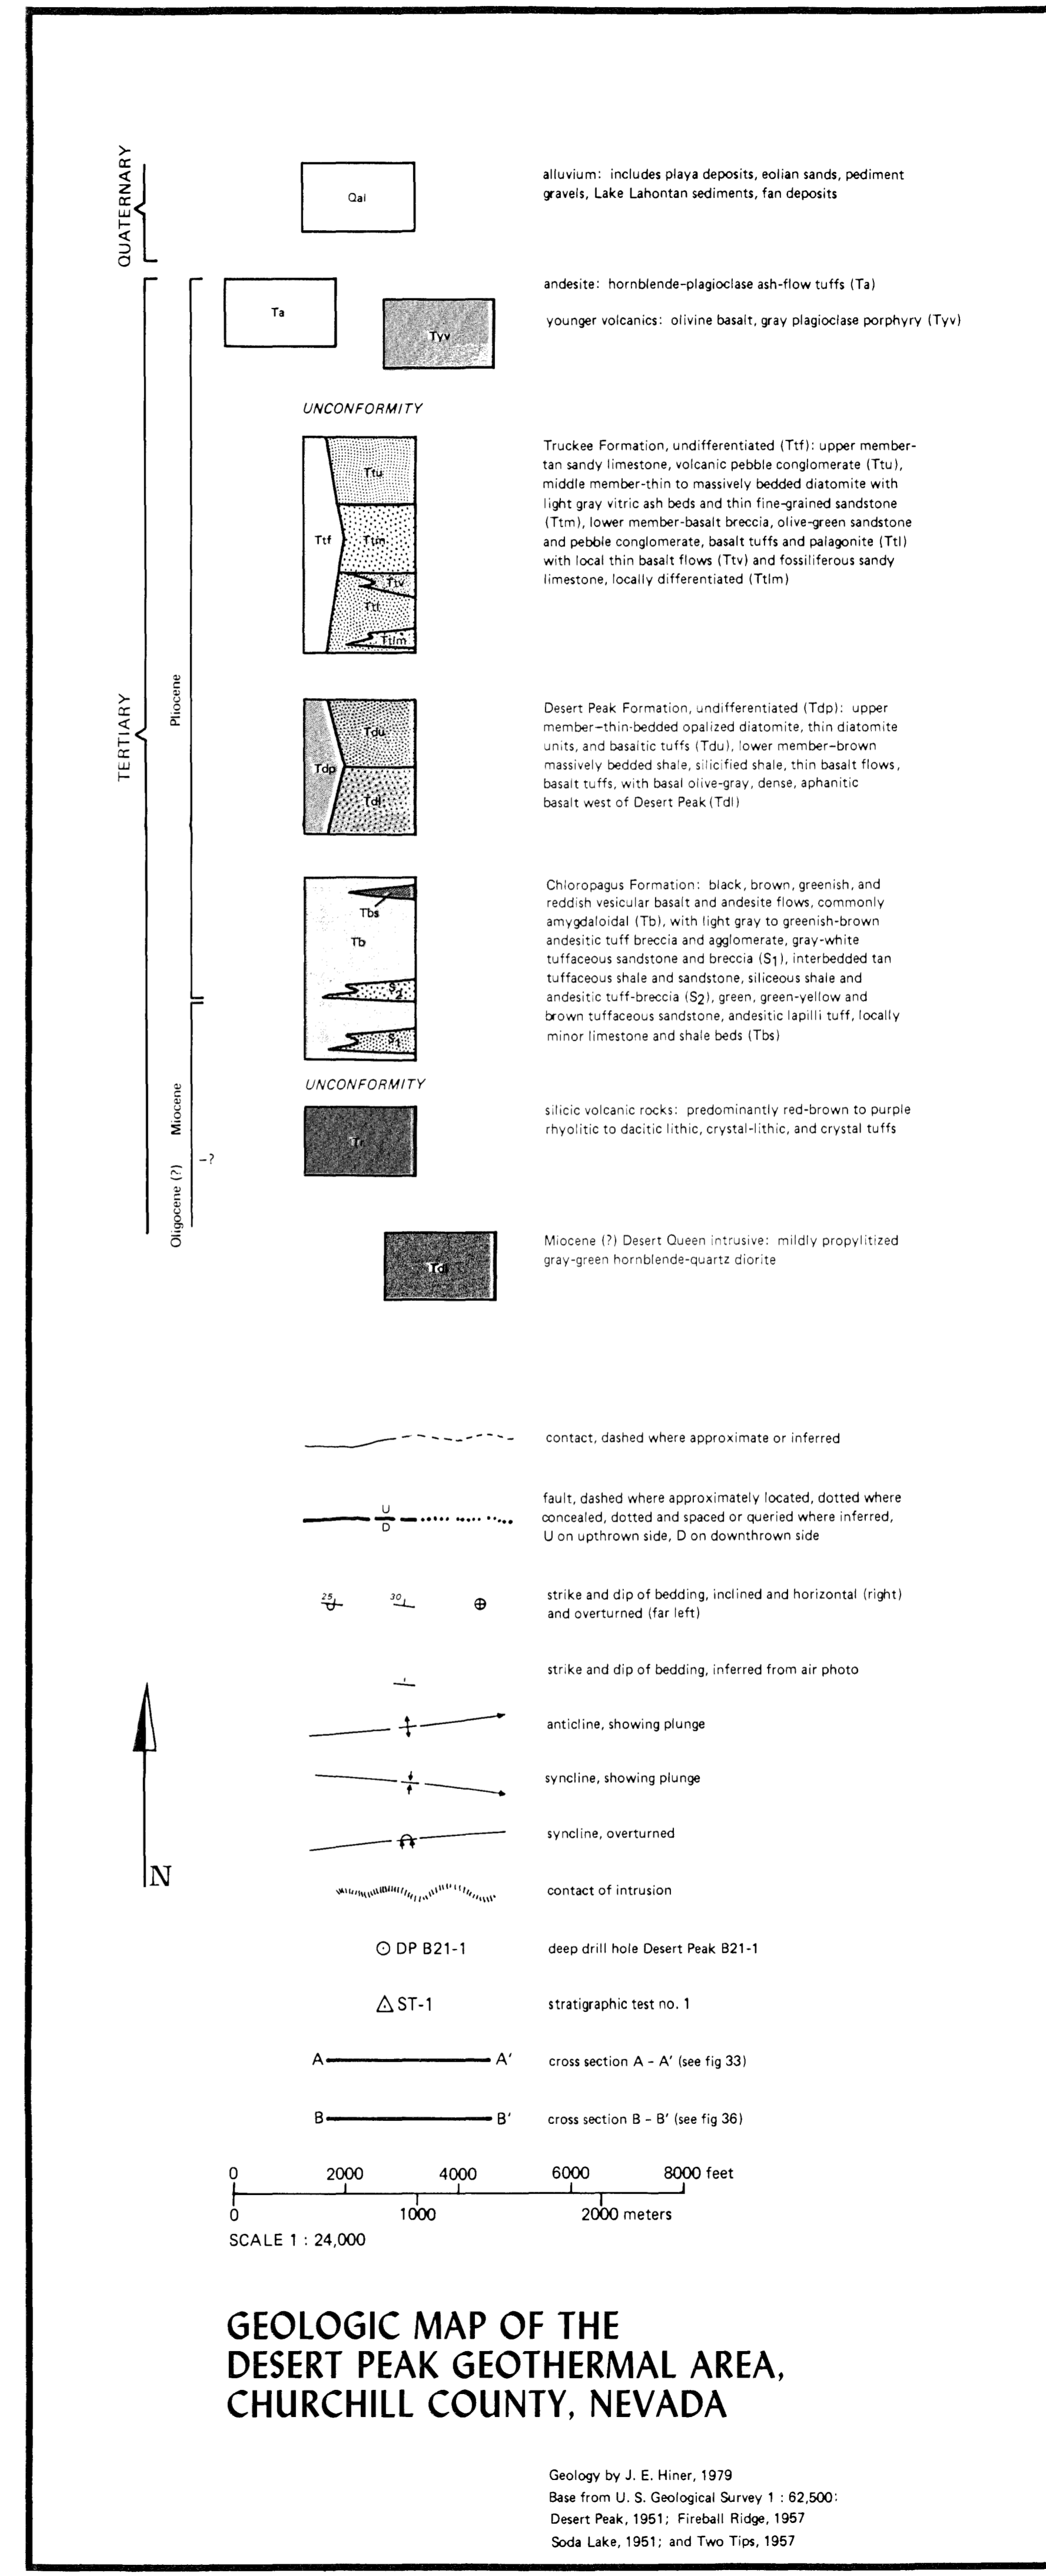 QUATERNARY
Qal
alluvium: includes playa deposits, eolian sands, pediment
gravels, Lake Lahontan sediments, fan deposits
TERTIARY
Pliocene
Ta
andesite: hornblende-plagioclase ash-flow tuffs (Ta)
Tyv
younger volcanics: olivine basalt, gray plagioclase porphyry (Tyv)
UNCONFORMITY
Ttu
Ttf
Ttm
Ttv
Ttl
Ttlm
Truckee Formation, undifferentiated (Ttf): upper member-
tan sandy limestone, volcanic pebble conglomerate (Ttu),
middle member-thin to massively bedded diatomite with
light gray vitric ash beds and thin fine-grained sandstone
(Ttm), lower member-basalt breccia, olive-green sandstone
and pebble conglomerate, basalt tuffs and palagonite (Ttl)
with local thin basalt flows (Ttv) and fossiliferous sandy
limestone, locally differentiated (Ttlm)
Tdu
Tdp
Tdl
Desert Peak Formation, undifferentiated (Tdp): upper
member-thin-bedded opalized diatomite, thin diatomite
units, and basaltic tuffs (Tdu), lower member-brown
massively bedded shale, silicified shale, thin basalt flows,
basalt tuffs, with basal olive-gray, dense, aphanitic
basalt west of Desert Peak (Tdl)
Tbs
Tb
S2
S1
Chloropagus Formation: black, brown, greenish, and
reddish vesicular basalt and andesite flows, commonly
amygdaloidal (Tb), with light gray to greenish-brown
andesitic tuff breccia and agglomerate, gray-white
tuffaceous sandstone and breccia (S1), interbedded tan
tuffaceous shale and sandstone, siliceous shale and
andesitic tuff-breccia (S2), green, green-yellow and
brown tuffaceous sandstone, andesitic lapilli tuff, locally
minor limestone and shale beds (Tbs)
UNCONFORMITY
Oligocene (?) Miocene
-?
silicic volcanic rocks: predominantly red-brown to purple
rhyolitic to dacitic lithic, crystal-lithic, and crystal tuffs
Miocene (?) Desert Queen intrusive: mildly propylitized
gray-green hornblende-quartz diorite
contact, dashed where approximate or inferred
U
D
fault, dashed where approximately located, dotted where
concealed, dotted and spaced or queried where inferred,
U on upthrown side, D on downthrown side
25 30
strike and dip of bedding, inclined and horizontal (right)
and overturned (far left)
strike and dip of bedding, inferred from air photo
anticline, showing plunge
syncline, showing plunge
syncline, overturned
N
contact of intrusion
DP B21-1 deep drill hole Desert Peak B21-1
ST-1 stratigraphic test no. 1
A A' cross section A - A' (see fig 33)
B B' cross section B - B' (see fig 36)
0 2000 4000 6000 8000 feet
0 1000 2000 meters
SCALE 1 : 24,000
GEOLOGIC MAP OF THE
DESERT PEAK GEOTHERMAL AREA,
CHURCHILL COUNTY, NEVADA
Geology by J. E. Hiner, 1979
Base from U. S. Geological Survey 1 : 62,500:
Desert Peak, 1951; Fireball Ridge, 1957
Soda Lake, 1951; and Two Tips, 1957